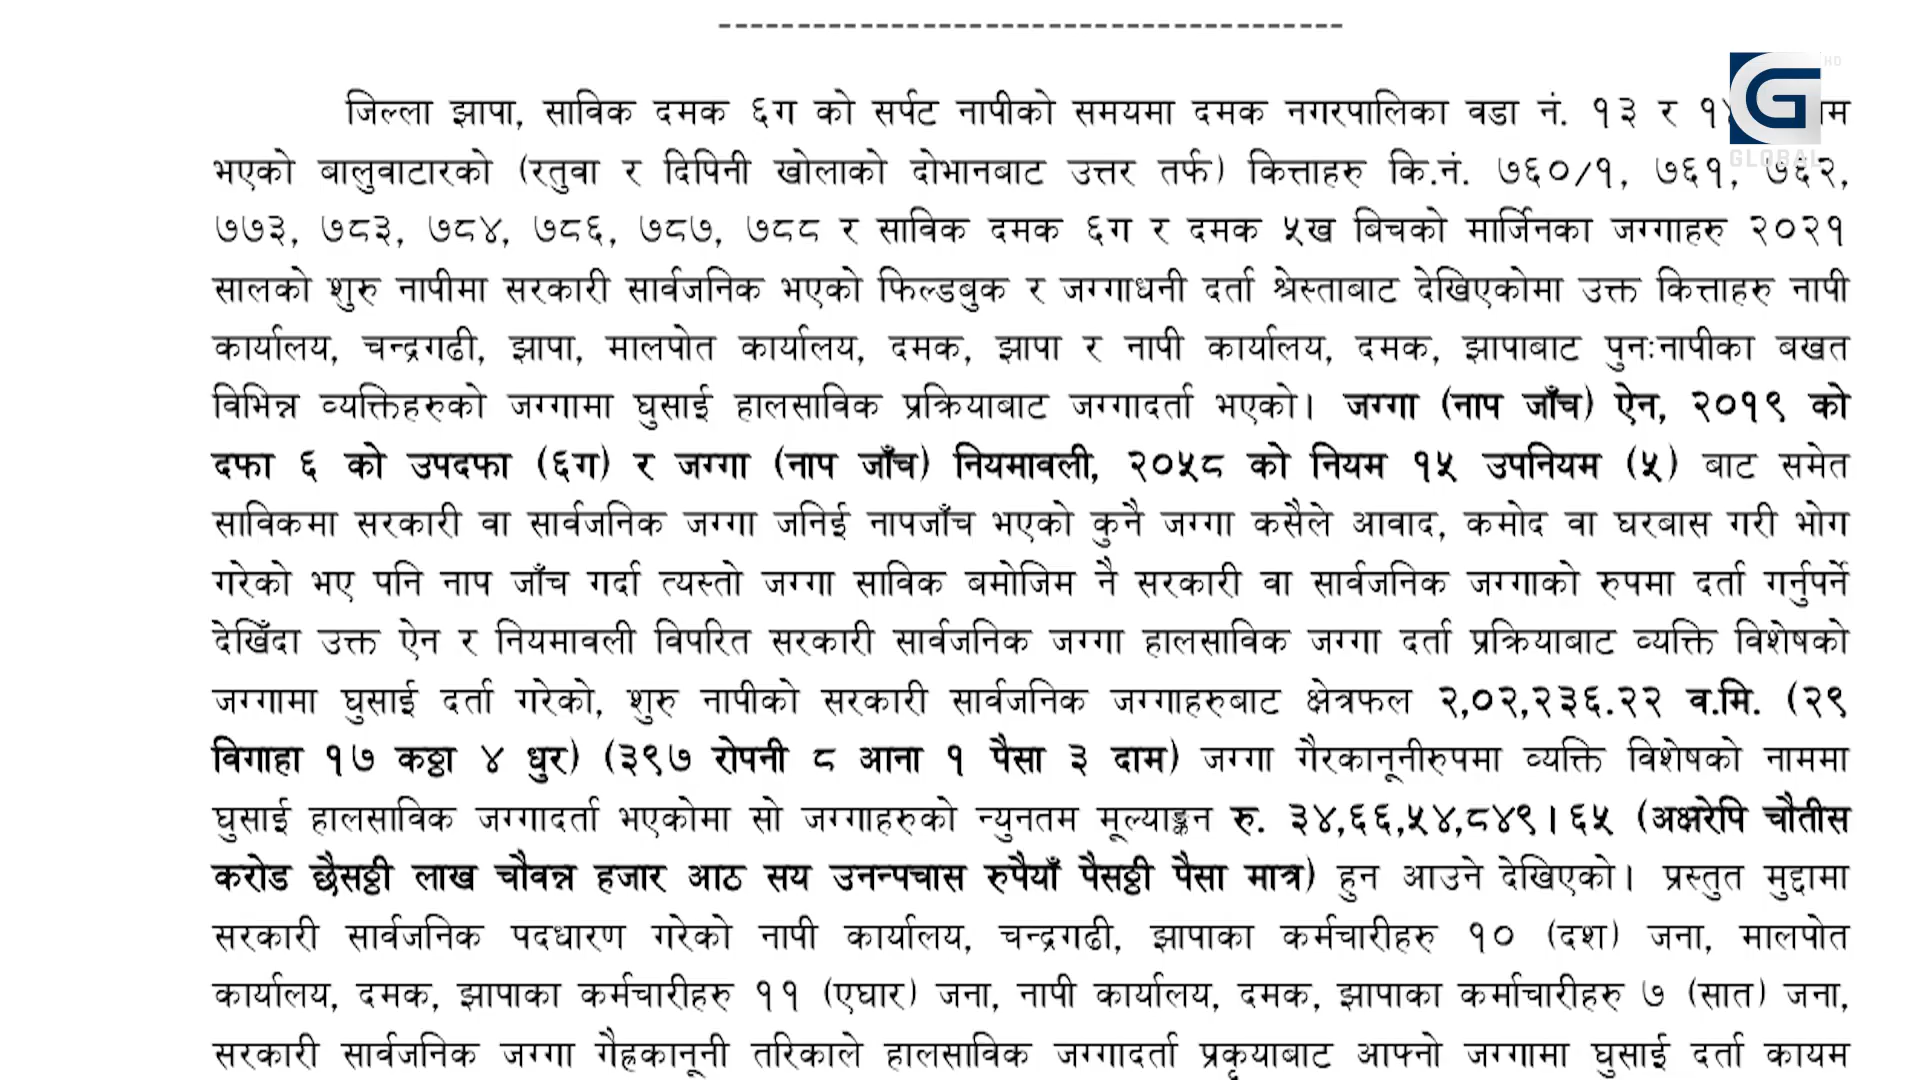 जिल्ला झापा, साविक दमक ६ग को सर्पट नापीको समयमा दमक नगरपालिका वडा नं. १३ र
भएको बालुवाटारको (रतुवा र दिपिनी खोलाको दोभानबाट उत्तर तर्फ) कित्ताहरु कि.नं. ७६०/१, ७६१, ७६२,
७७३, ७८३, ७८४, ७८६, ७८७, ७८८ र साविक दमक ६ग र दमक ५ख बिचको मार्जिनका जग्गाहरु २०२१
सालको शुरु नापीमा सरकारी सार्वजनिक भएको फिल्डबुक र जग्गाधनी दर्ता श्रेस्ताबाट देखिएकोमा उक्त कित्ताहरु नापी
कार्यालय, चन्द्रगढी, झापा, मालपोत कार्यालय, दमक, झापा र नापी कार्यालय, दमक, झापाबाट पुनःनापीका बखत
विभिन्न व्यक्तिहरुको जग्गामा घुसाई हालसाविक प्रक्रियाबाट जग्गादर्ता भएको। जग्गा (नाप जाँच) ऐन, २०१९ को
दफा ६ को उपदफा (६ग) र जग्गा (नाप जाँच) नियमावली, २०५८ को नियम १५ उपनियम (५) बाट समेत
साविकमा सरकारी वा सार्वजनिक जग्गा जनिई नापजाँच भएको कुनै जग्गा कसैले आवाद, कमोद वा घरबास गरी भोग
गरेको भए पनि नाप जाँच गर्दा त्यस्तो जग्गा साविक बमोजिम नै सरकारी वा सार्वजनिक जग्गाको रुपमा दर्ता गर्नुपर्ने
देखिँदा उक्त ऐन र नियमावली विपरित सरकारी सार्वजनिक जग्गा हालसाविक जग्गा दर्ता प्रक्रियाबाट व्यक्ति विशेषको
जग्गामा घुसाई दर्ता गरेको, शुरु नापीको सरकारी सार्वजनिक जग्गाहरुबाट क्षेत्रफल २,०२,२३६.२२ व.मि. (२९
विगाहा १७ कठ्ठा ४ धुर) (३९७ रोपनी ८ आना १ पैसा ३ दाम) जग्गा गैरकानूनीरुपमा व्यक्ति विशेषको नाममा
घुसाई हालसाविक जग्गादर्ता भएकोमा सो जग्गाहरुको न्युनतम मूल्याङ्कन रु. ३४,६६,५४,८४९।६५ (अक्षरेपि चौतीस
करोड छैसठ्ठी लाख चौवन्न हजार आठ सय उनन्पचास रुपैयाँ पैसठ्ठी पैसा मात्र) हुन आउने देखिएको। प्रस्तुत मुद्दामा
सरकारी सार्वजनिक पदधारण गरेको नापी कार्यालय, चन्द्रगढी, झापाका कर्मचारीहरु १० (दश) जना, मालपोत
कार्यालय, दमक, झापाका कर्मचारीहरु ११ (एघार) जना, नापी कार्यालय, दमक, झापाका कर्माचारीहरु ७ (सात) जना,
सरकारी सार्वजनिक जग्गा गैह्रकानूनी तरिकाले हालसाविक जग्गादर्ता प्रकृयाबाट आफ्नो जग्गामा घुसाई दर्ता कायम
G
HD
GLOBAL